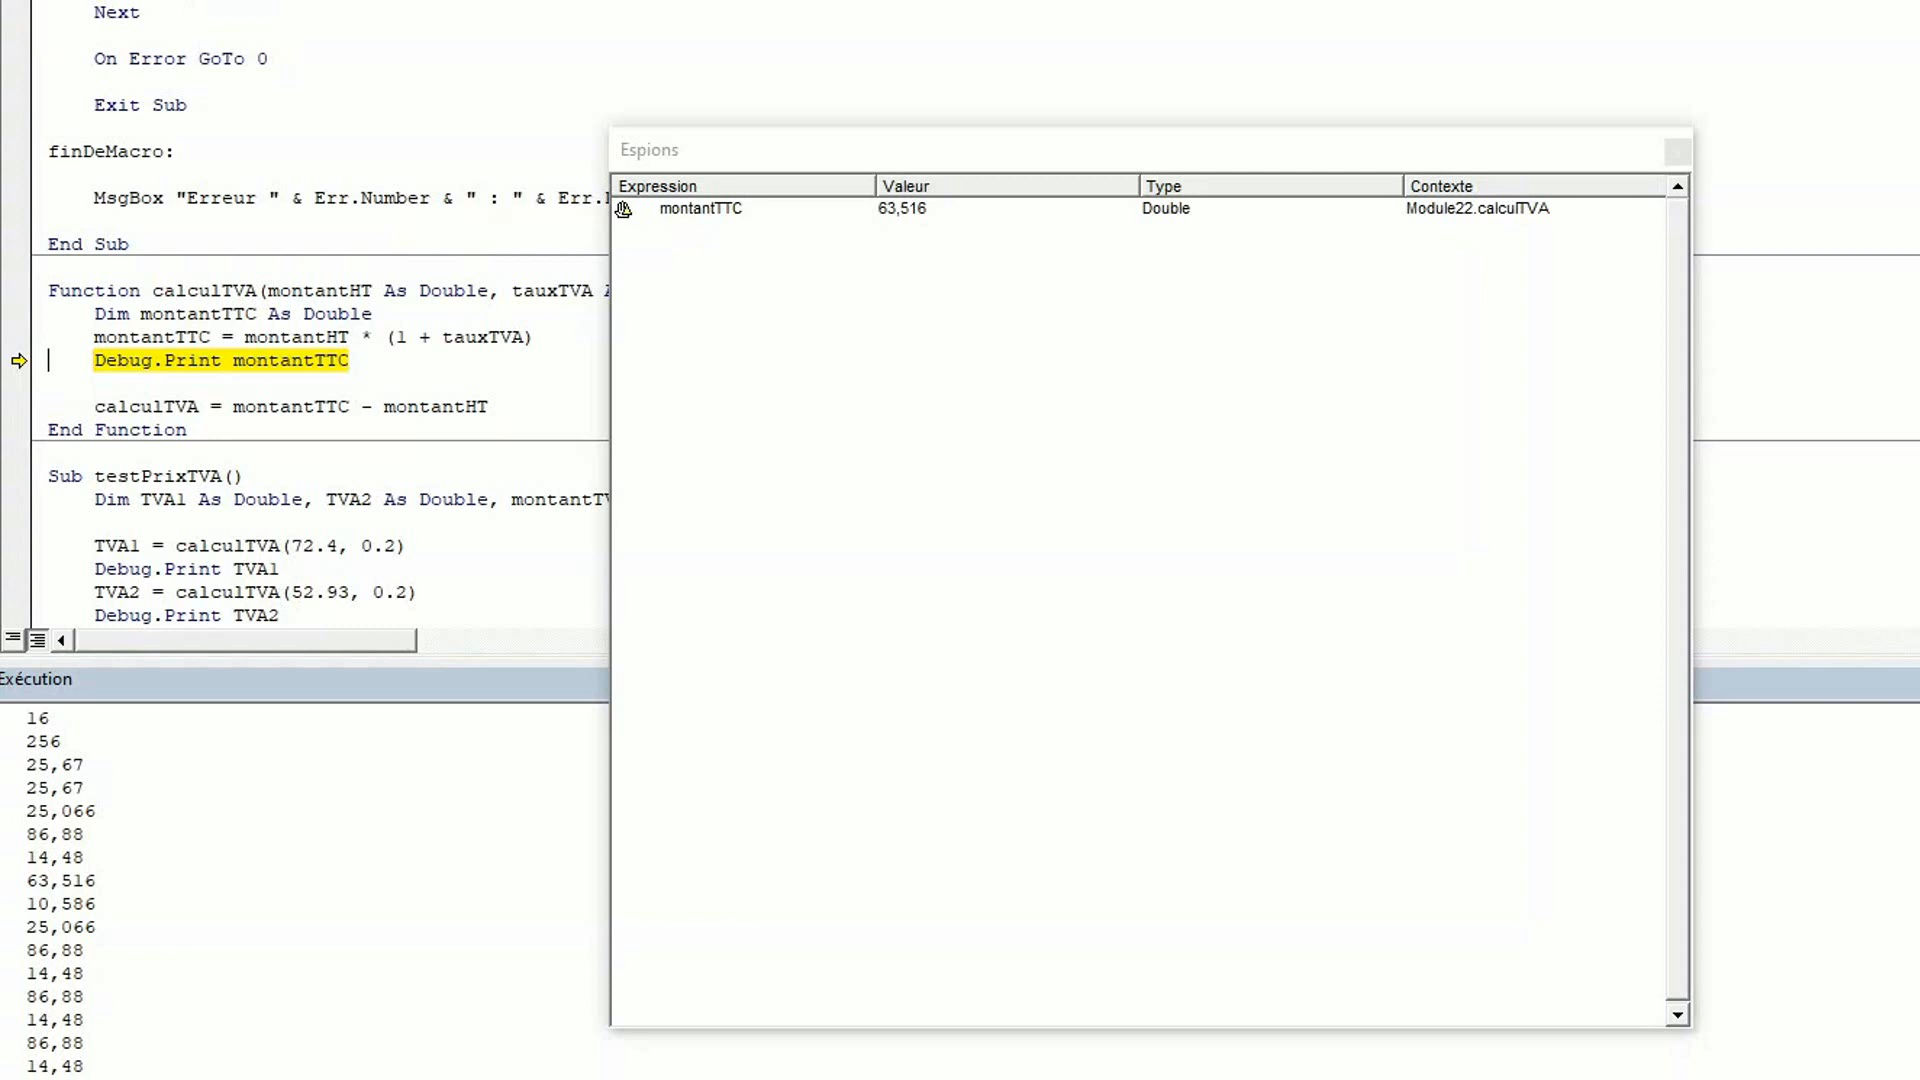 Next
On Error GoTo 0
Exit Sub
finDeMacro:
MsgBox "Erreur " & Err.Number & " : " & Err.
End Sub
Function calculTVA(montantHT As Double, tauxTVA
Dim montantTTC As Double
montantTTC = montantHT * (1 + tauxTVA)
Debug.Print montantTTC
calculTVA = montantTTC - montantHT
End Function
Sub testPrixTVA()
Dim TVA1 As Double, TVA2 As Double, montantTV
TVA1 = calculTVA(72.4, 0.2)
Debug.Print TVA1
TVA2 = calculTVA(52.93, 0.2)
Debug.Print TVA2
Espions
Expression Valeur Type Contexte
montantTTC 63,516 Double Module22.calculTVA
Exécution
16
256
25,67
25,67
25,066
86,88
14,48
63,516
10,586
25,066
86,88
14,48
86,88
14,48
86,88
14,48